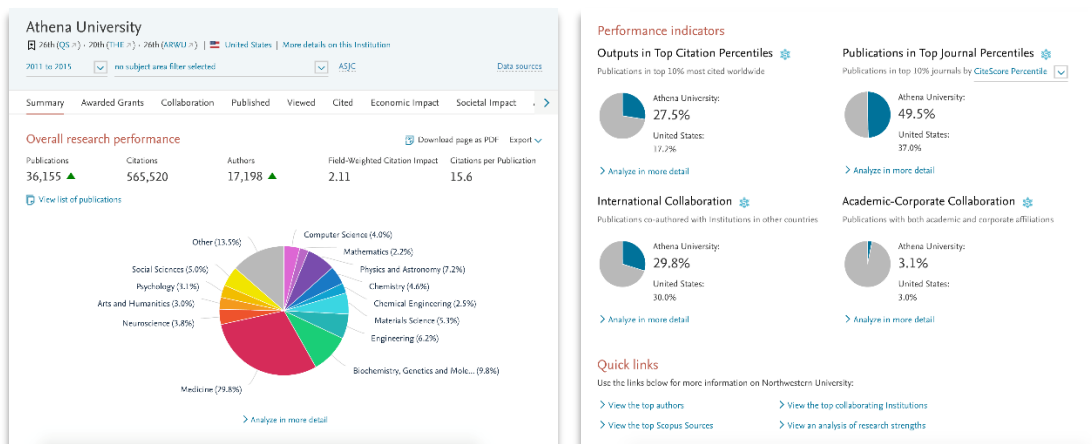 Athena University
26th (QS ↗) · 20th (THE ↗) · 26th (ARWU ↗) | United States | More details on this Institution
2011 to 2015 no subject area filter selected ASJC Data sources
Summary Awarded Grants Collaboration Published Viewed Cited Economic Impact Societal Impact
Overall research performance Download page as PDF Export
Publications Citations Authors Field-Weighted Citation Impact Citations per Publication
36,155 565,520 17,198 2.11 15.6
View list of publications
Computer Science (4.0%)
Mathematics (2.2%)
Physics and Astronomy (7.2%)
Chemistry (4.6%)
Chemical Engineering (2.5%)
Materials Science (5.3%)
Engineering (6.2%)
Biochemistry, Genetics and Mole... (9.8%)
Medicine (29.8%)
Neuroscience (3.8%)
Arts and Humanities (3.0%)
Psychology (3.1%)
Social Sciences (5.0%)
Other (13.5%)
Analyze in more detail
Performance indicators
Outputs in Top Citation Percentiles
Publications in top 10% most cited worldwide
Athena University:
27.5%
United States:
17.2%
Analyze in more detail
Publications in Top Journal Percentiles
Publications in top 10% journals by CiteScore Percentile
Athena University:
49.5%
United States:
37.0%
Analyze in more detail
International Collaboration
Publications co-authored with Institutions in other countries
Athena University:
29.8%
United States:
30.0%
Analyze in more detail
Academic-Corporate Collaboration
Publications with both academic and corporate affiliations
Athena University:
3.1%
United States:
3.0%
Analyze in more detail
Quick links
Use the links below for more information on Northwestern University:
View the top authors View the top collaborating Institutions
View the top Scopus Sources View an analysis of research strengths